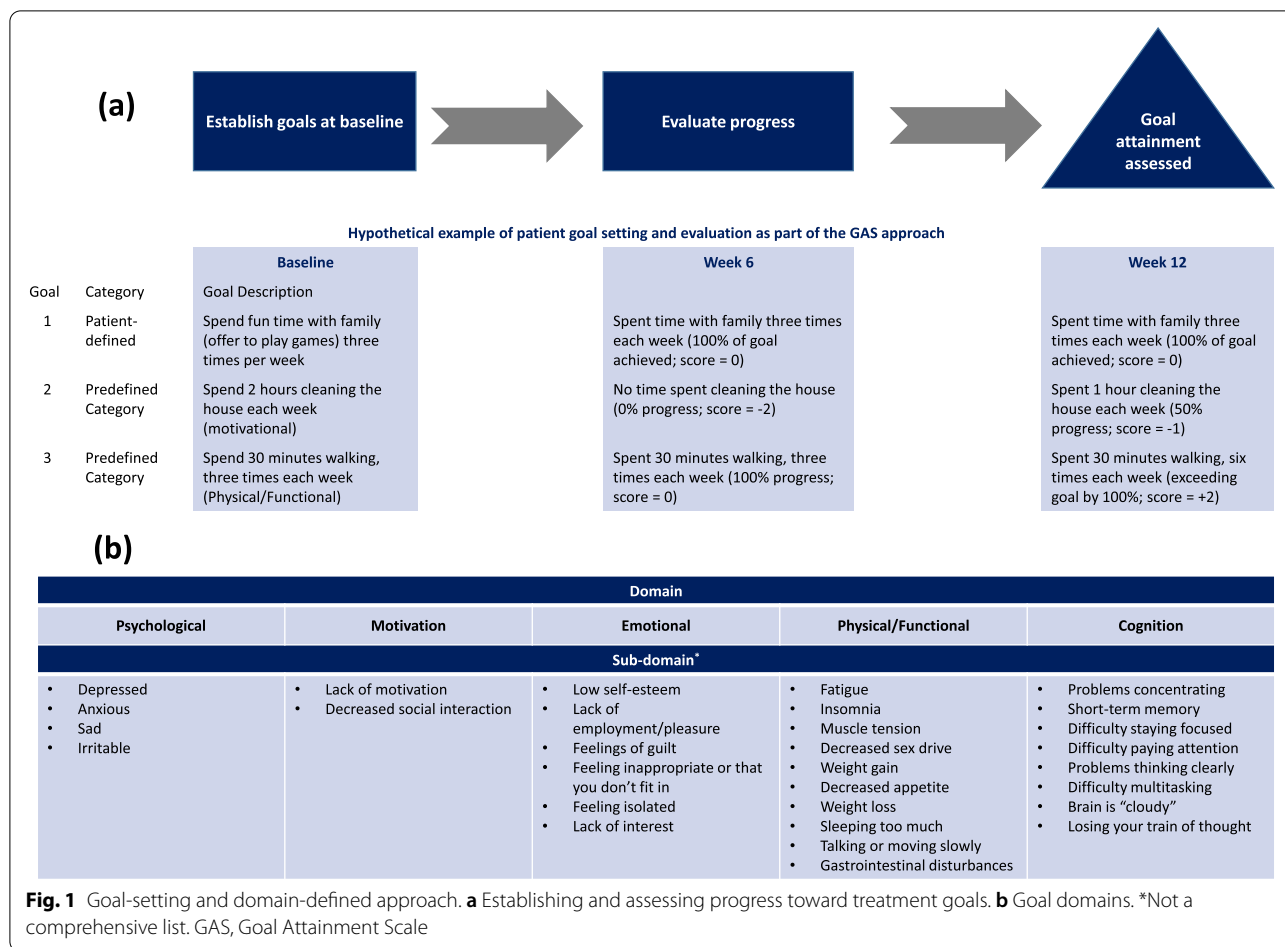 (a)
Establish goals at baseline
Evaluate progress
Goal
attainment
assessed
Hypothetical example of patient goal setting and evaluation as part of the GAS approach
Baseline
Week 6
Week 12
Goal
Category
Goal Description
1
Patient-
defined
Spend fun time with family
(offer to play games) three
times per week
Spent time with family three times
each week (100% of goal
achieved; score = 0)
Spent time with family three
times each week (100% of goal
achieved; score = 0)
2
Predefined
Category
Spend 2 hours cleaning the
house each week
(motivational)
No time spent cleaning the house
(0% progress; score = -2)
Spent 1 hour cleaning the
house each week (50%
progress; score = -1)
3
Predefined
Category
Spend 30 minutes walking,
three times each week
(Physical/Functional)
Spent 30 minutes walking, three
times each week (100% progress;
score = 0)
Spent 30 minutes walking, six
times each week (exceeding
goal by 100%; score = +2)
(b)
Domain
Psychological
Motivation
Emotional
Physical/Functional
Cognition
Sub-domain*
• Depressed
• Anxious
• Sad
• Irritable
• Lack of motivation
• Decreased social interaction
• Low self-esteem
• Lack of
employment/pleasure
• Feelings of guilt
• Feeling inappropriate or that
you don't fit in
• Feeling isolated
• Lack of interest
• Fatigue
• Insomnia
• Muscle tension
• Decreased sex drive
• Weight gain
• Decreased appetite
• Weight loss
• Sleeping too much
• Talking or moving slowly
• Gastrointestinal disturbances
• Problems concentrating
• Short-term memory
• Difficulty staying focused
• Difficulty paying attention
• Problems thinking clearly
• Difficulty multitasking
• Brain is "cloudy"
• Losing your train of thought
Fig. 1 Goal-setting and domain-defined approach. a Establishing and assessing progress toward treatment goals. b Goal domains. *Not a
comprehensive list. GAS, Goal Attainment Scale